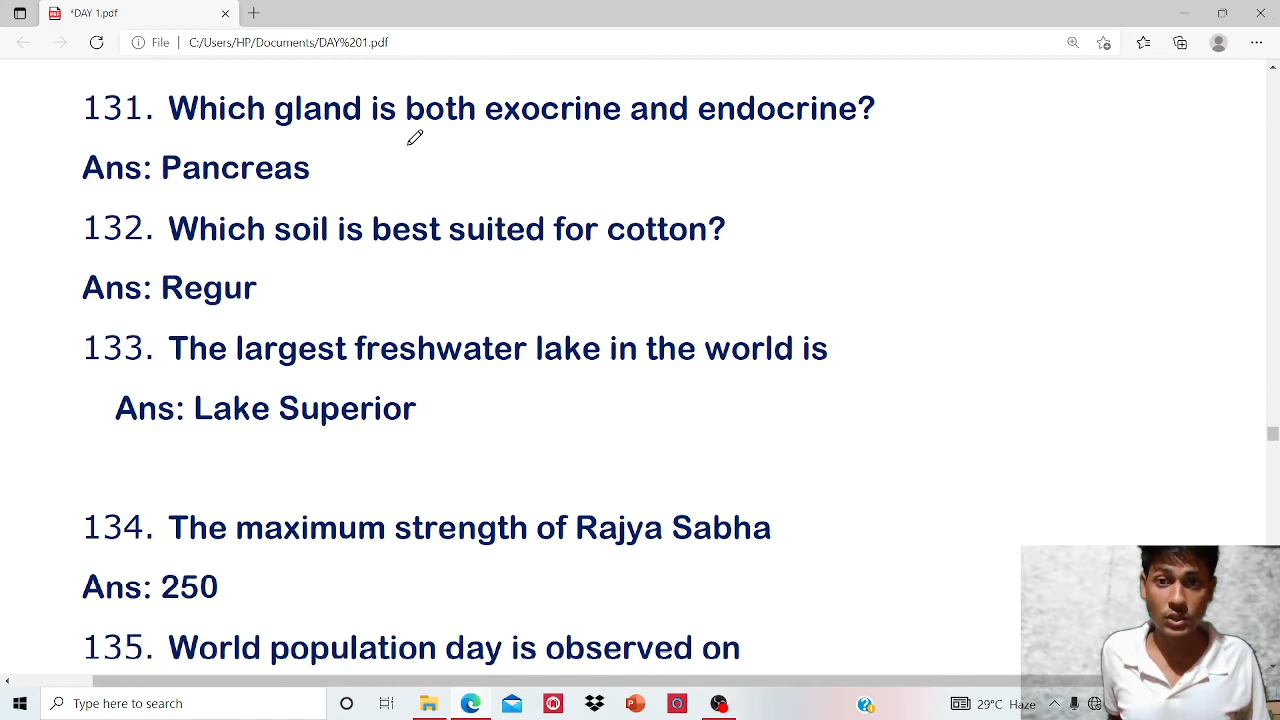 *DAY 1.pdf
File | C:/Users/HP/Documents/DAY%201.pdf
131. Which gland is both exocrine and endocrine?
Ans: Pancreas
132. Which soil is best suited for cotton?
Ans: Regur
133. The largest freshwater lake in the world is
Ans: Lake Superior
134. The maximum strength of Rajya Sabha
Ans: 250
135. World population day is observed on
Type here to search
29°C Haze